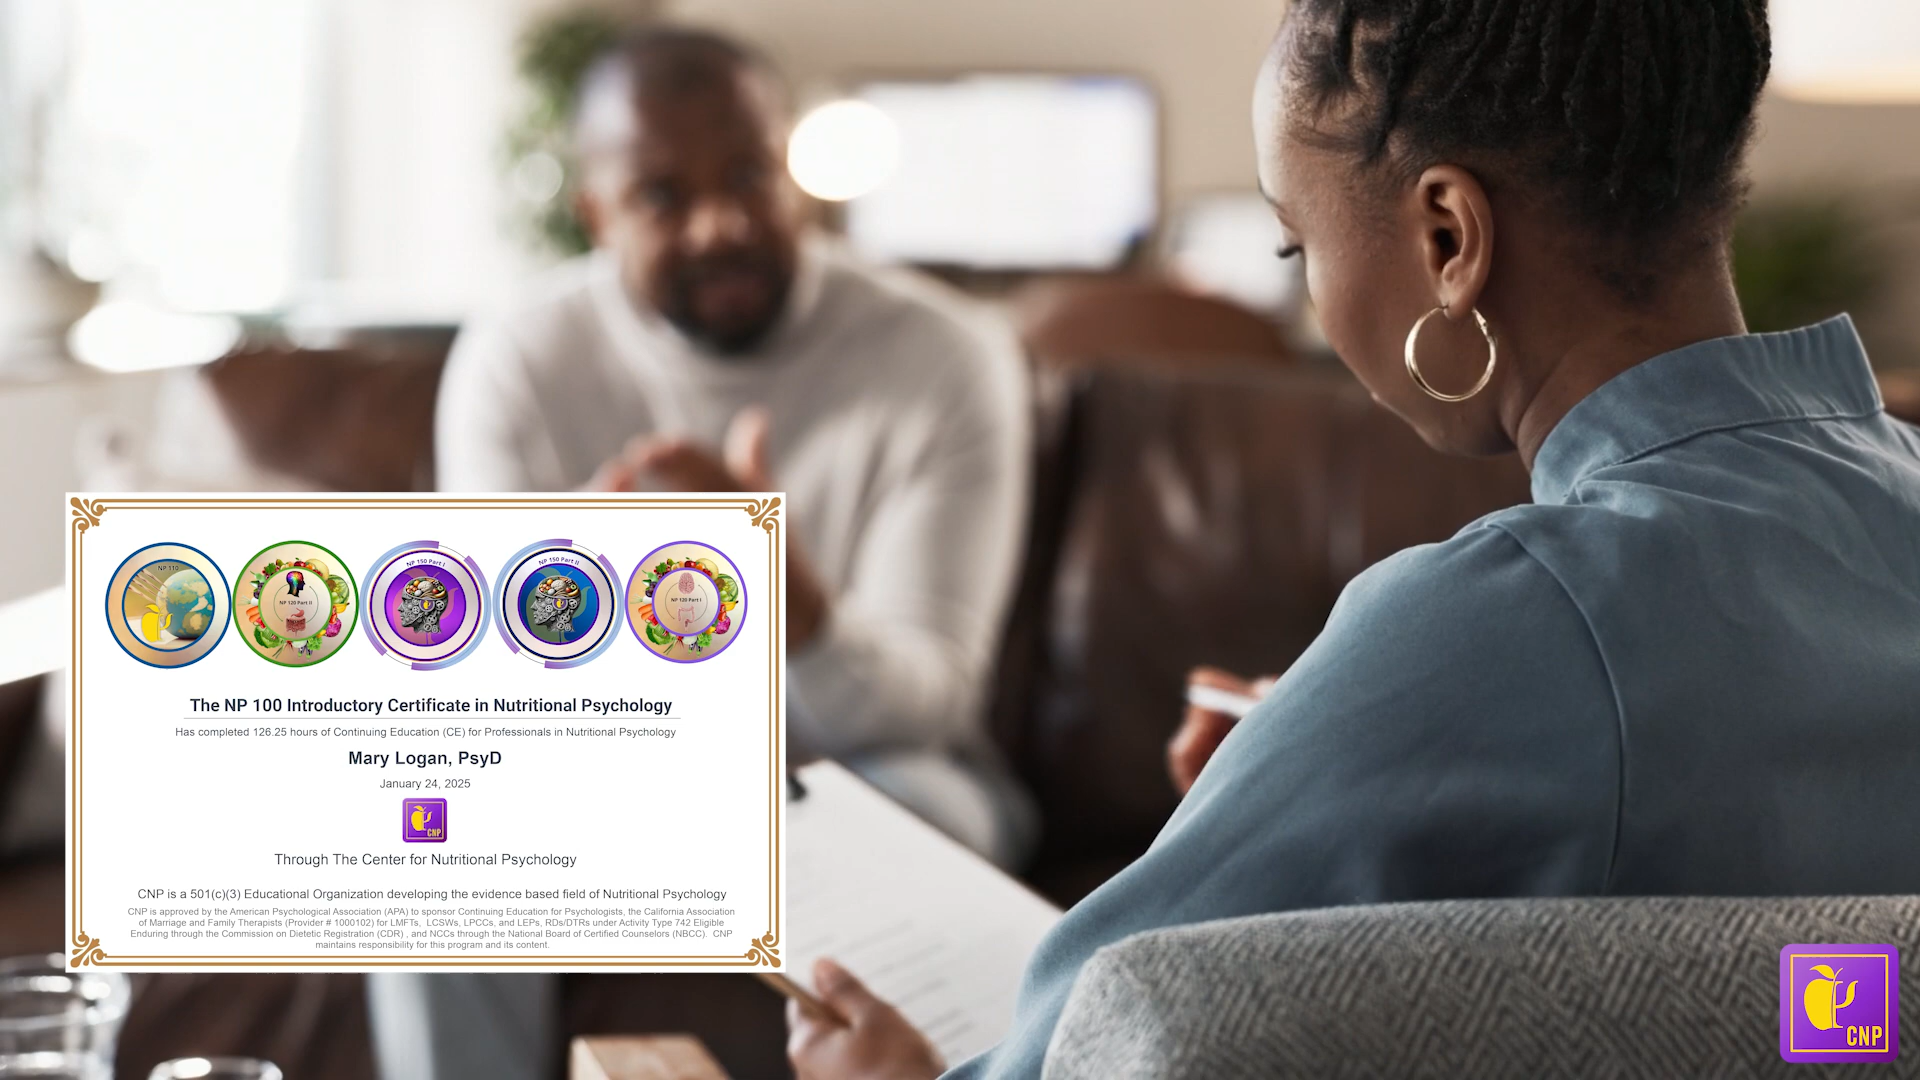 NP 110
NP 120 Part II
NP 150 Part I
NP 150 Part II
NP 120 Part I
The NP 100 Introductory Certificate in Nutritional Psychology
Has completed 126.25 hours of Continuing Education (CE) for Professionals in Nutritional Psychology
Mary Logan, PsyD
January 24, 2025
CNP
Through The Center for Nutritional Psychology
CNP is a 501(c)(3) Educational Organization developing the evidence based field of Nutritional Psychology
CNP is approved by the American Psychological Association (APA) to sponsor Continuing Education for Psychologists, the California Association
of Marriage and Family Therapists (Provider # 1000102) for LMFTs, LCSWs, LPCCs, and LEPs, RDs/DTRs under Activity Type 742 Eligible
Enduring through the Commission on Dietetic Registration (CDR) , and NCCs through the National Board of Certified Counselors (NBCC). CNP
maintains responsibility for this program and its content.
CNP